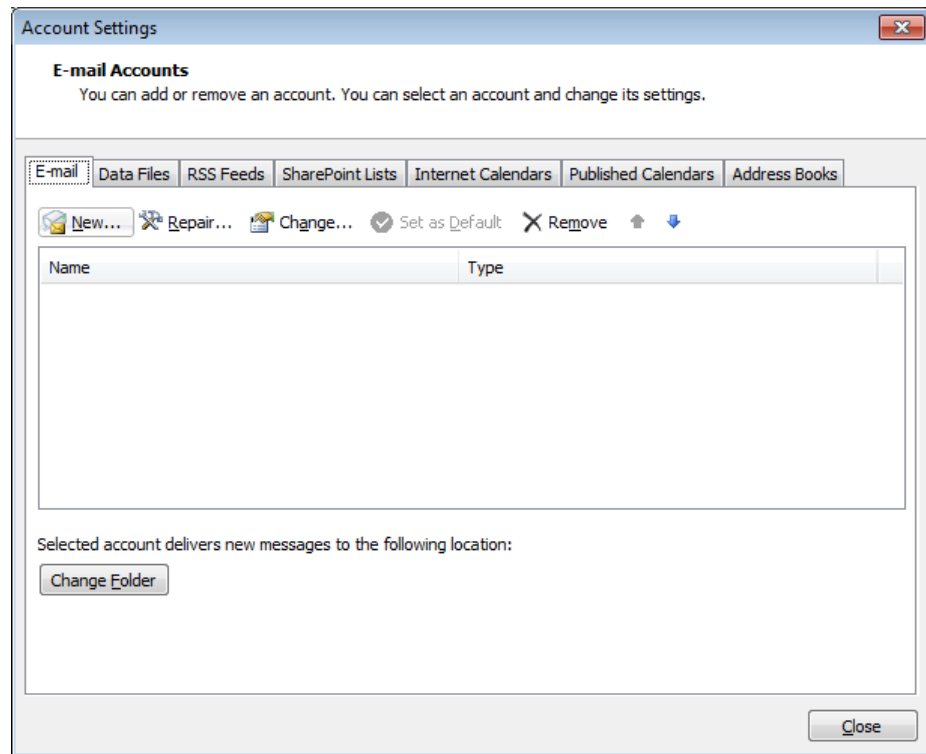 Account Settings
E-mail Accounts
You can add or remove an account. You can select an account and change its settings.
E-mail Data Files RSS Feeds SharePoint Lists Internet Calendars Published Calendars Address Books
New... Repair... Change... Set as Default Remove
Name Type
Selected account delivers new messages to the following location:
Change Folder
Close